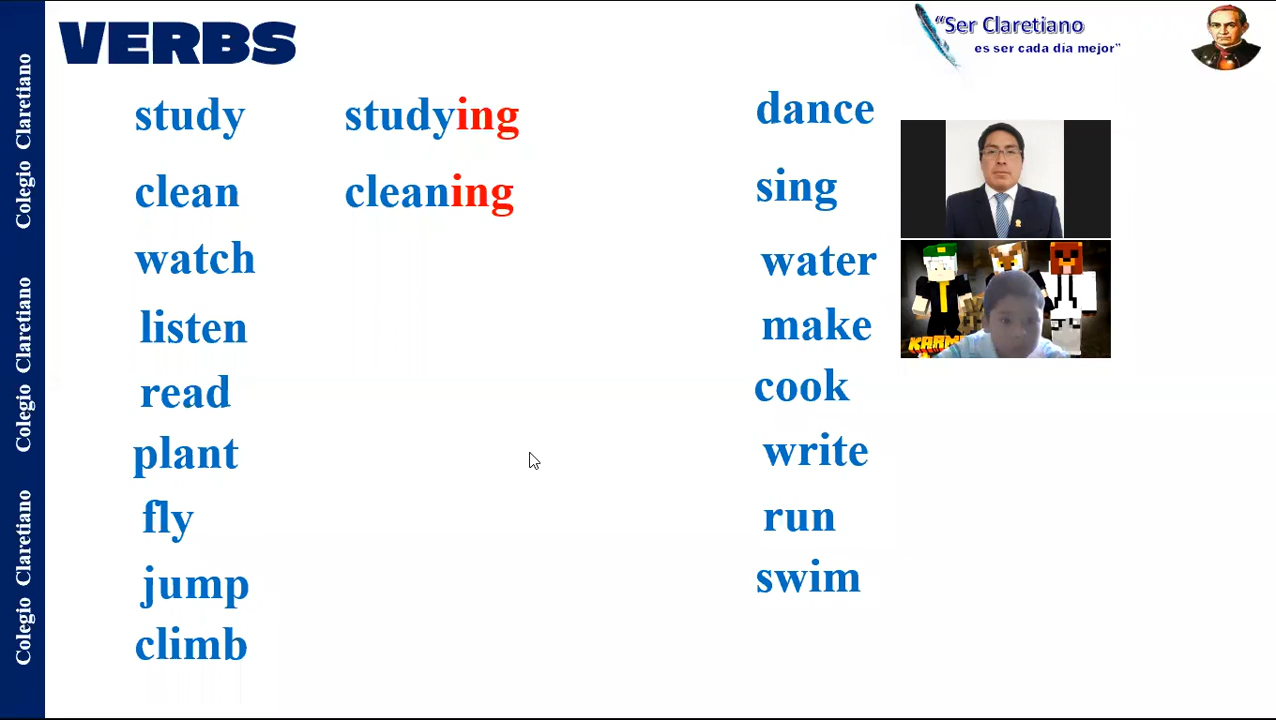 VERBS
“Ser Claretiano
es ser cada día mejor”
Colegio Claretiano
Colegio Claretiano
Colegio Claretiano
study studying
clean cleaning
watch
listen
read
plant
fly
jump
climb
dance
sing
water
make
cook
write
run
swim